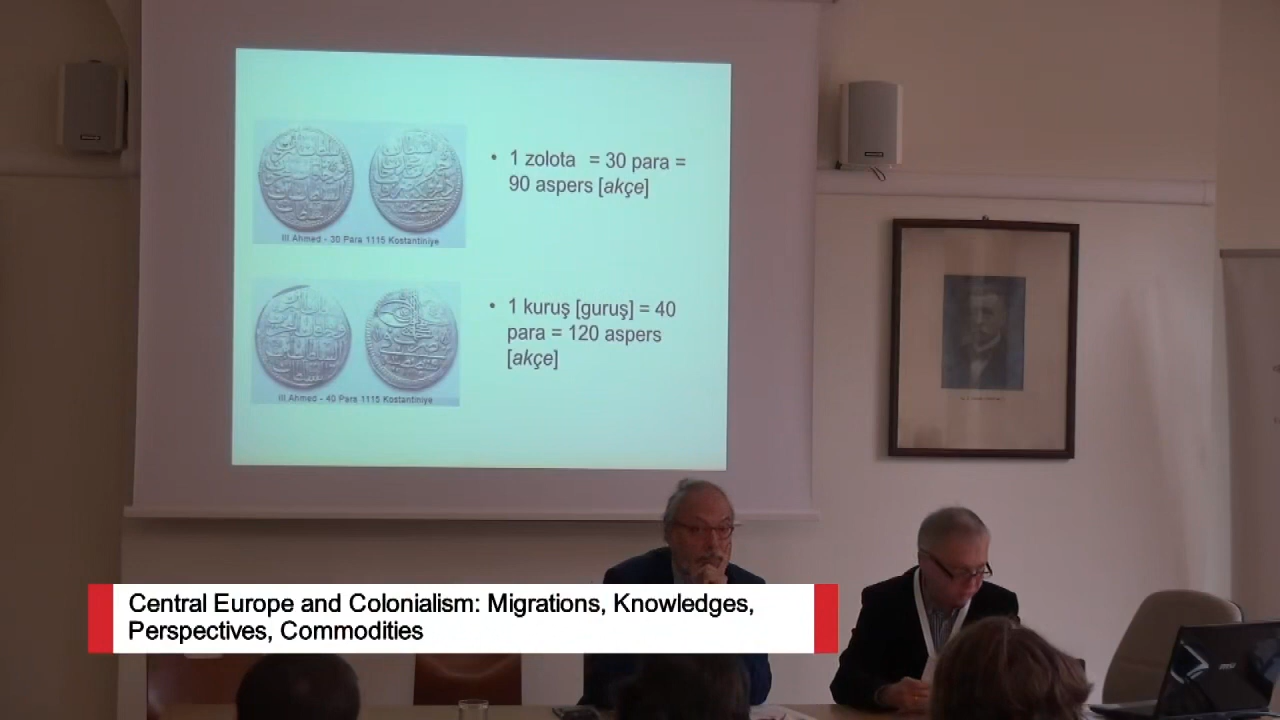 • 1 zolota = 30 para =
90 aspers [akçe]
III Ahmed - 30 Para 1115 Kostantiniye
• 1 kuruş [guruş] = 40
para = 120 aspers
[akçe]
III Ahmed - 40 Para 1115 Kostantiniye
Central Europe and Colonialism: Migrations, Knowledges,
Perspectives, Commodities
msi